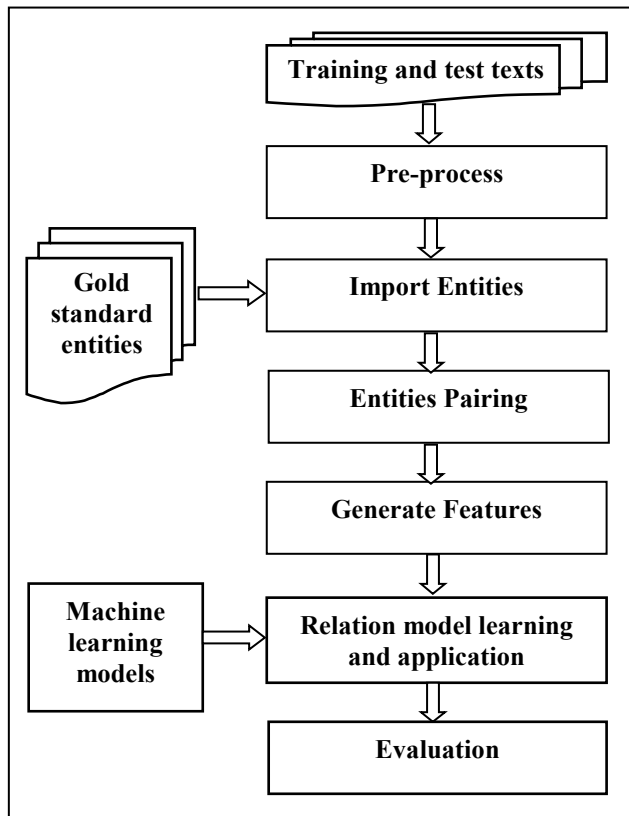 Training and test texts
Pre-process
Gold
standard
entities
Import Entities
Entities Pairing
Generate Features
Machine
learning
models
Relation model learning
and application
Evaluation